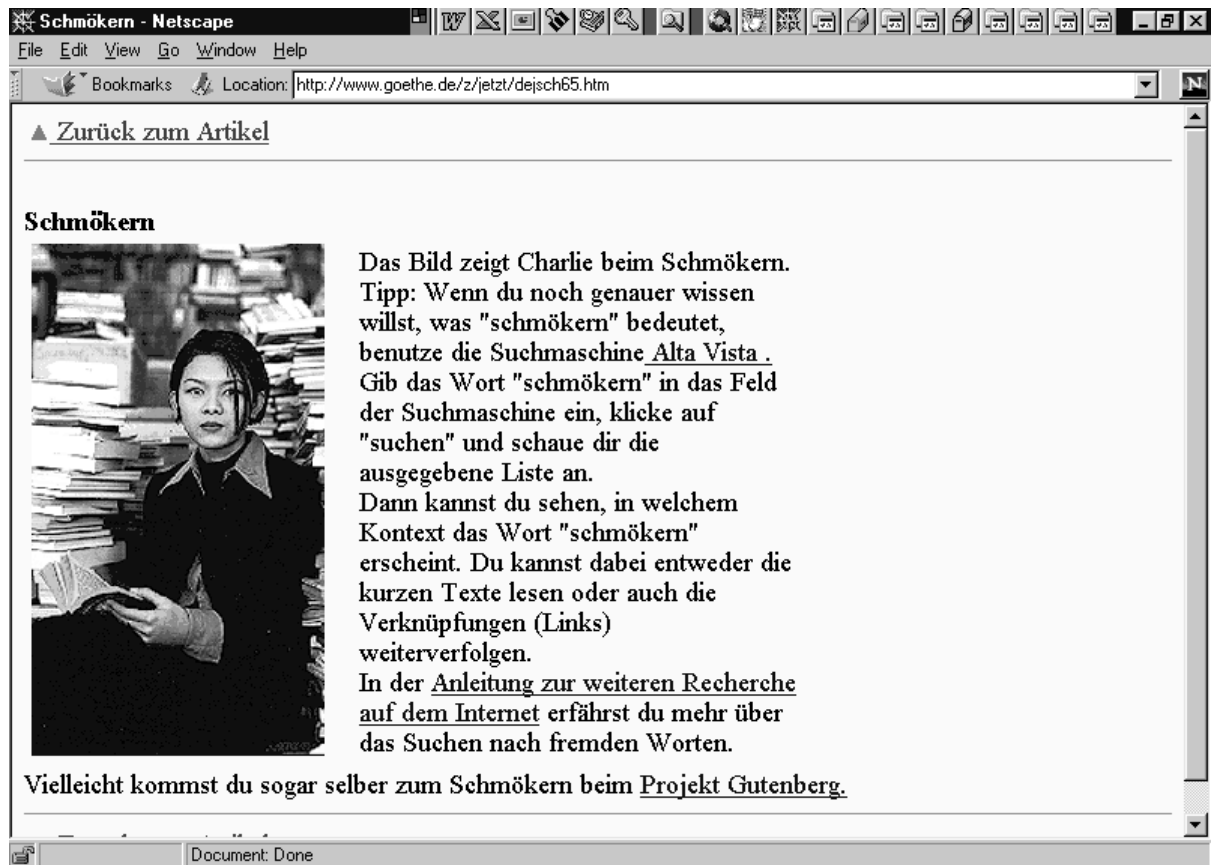 Schmökern - Netscape
File Edit View Go Window Help
Bookmarks Location: http://www.goethe.de/z/jetzt/dejsch65.htm
Zurück zum Artikel
Schmökern
Das Bild zeigt Charlie beim Schmökern.
Tipp: Wenn du noch genauer wissen
willst, was "schmökern" bedeutet,
benutze die Suchmaschine Alta Vista .
Gib das Wort "schmökern" in das Feld
der Suchmaschine ein, klicke auf
"suchen" und schaue dir die
ausgegebene Liste an.
Dann kannst du sehen, in welchem
Kontext das Wort "schmökern"
erscheint. Du kannst dabei entweder die
kurzen Texte lesen oder auch die
Verknüpfungen (Links)
weiterverfolgen.
In der Anleitung zur weiteren Recherche
auf dem Internet erfährst du mehr über
das Suchen nach fremden Worten.
Vielleicht kommst du sogar selber zum Schmökern beim Projekt Gutenberg.
Document: Done